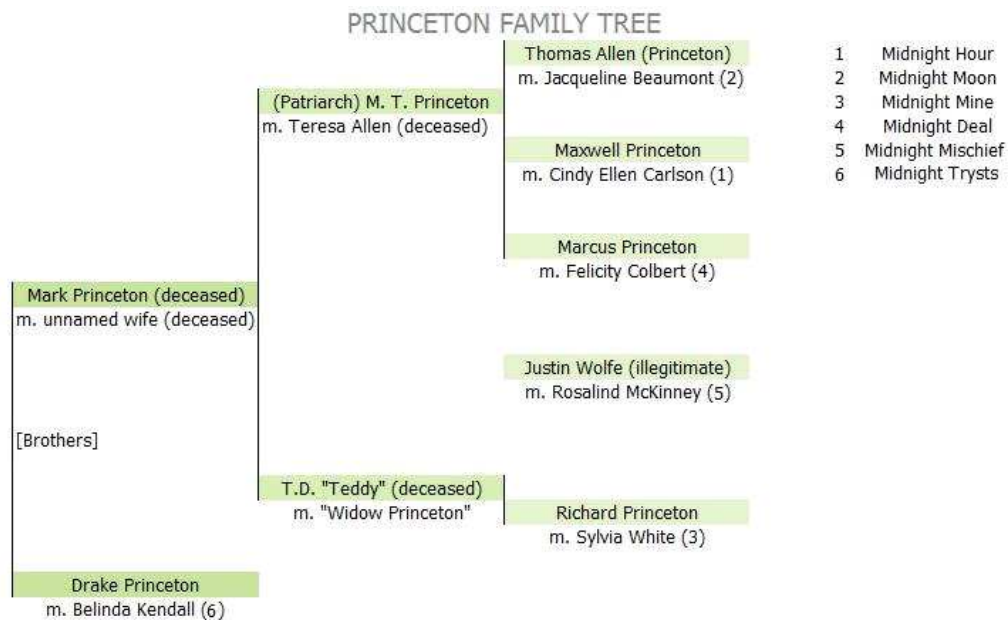 PRINCETON FAMILY TREE
Thomas Allen (Princeton)
m. Jacqueline Beaumont (2)
(Patriarch) M. T. Princeton
m. Teresa Allen (deceased)
Maxwell Princeton
m. Cindy Ellen Carlson (1)
Marcus Princeton
m. Felicity Colbert (4)
Mark Princeton (deceased)
m. unnamed wife (deceased)
Justin Wolfe (illegitimate)
m. Rosalind McKinney (5)
[Brothers]
T.D. "Teddy" (deceased)
m. "Widow Princeton"
Richard Princeton
m. Sylvia White (3)
Drake Princeton
m. Belinda Kendall (6)
1 Midnight Hour
2 Midnight Moon
3 Midnight Mine
4 Midnight Deal
5 Midnight Mischief
6 Midnight Trysts